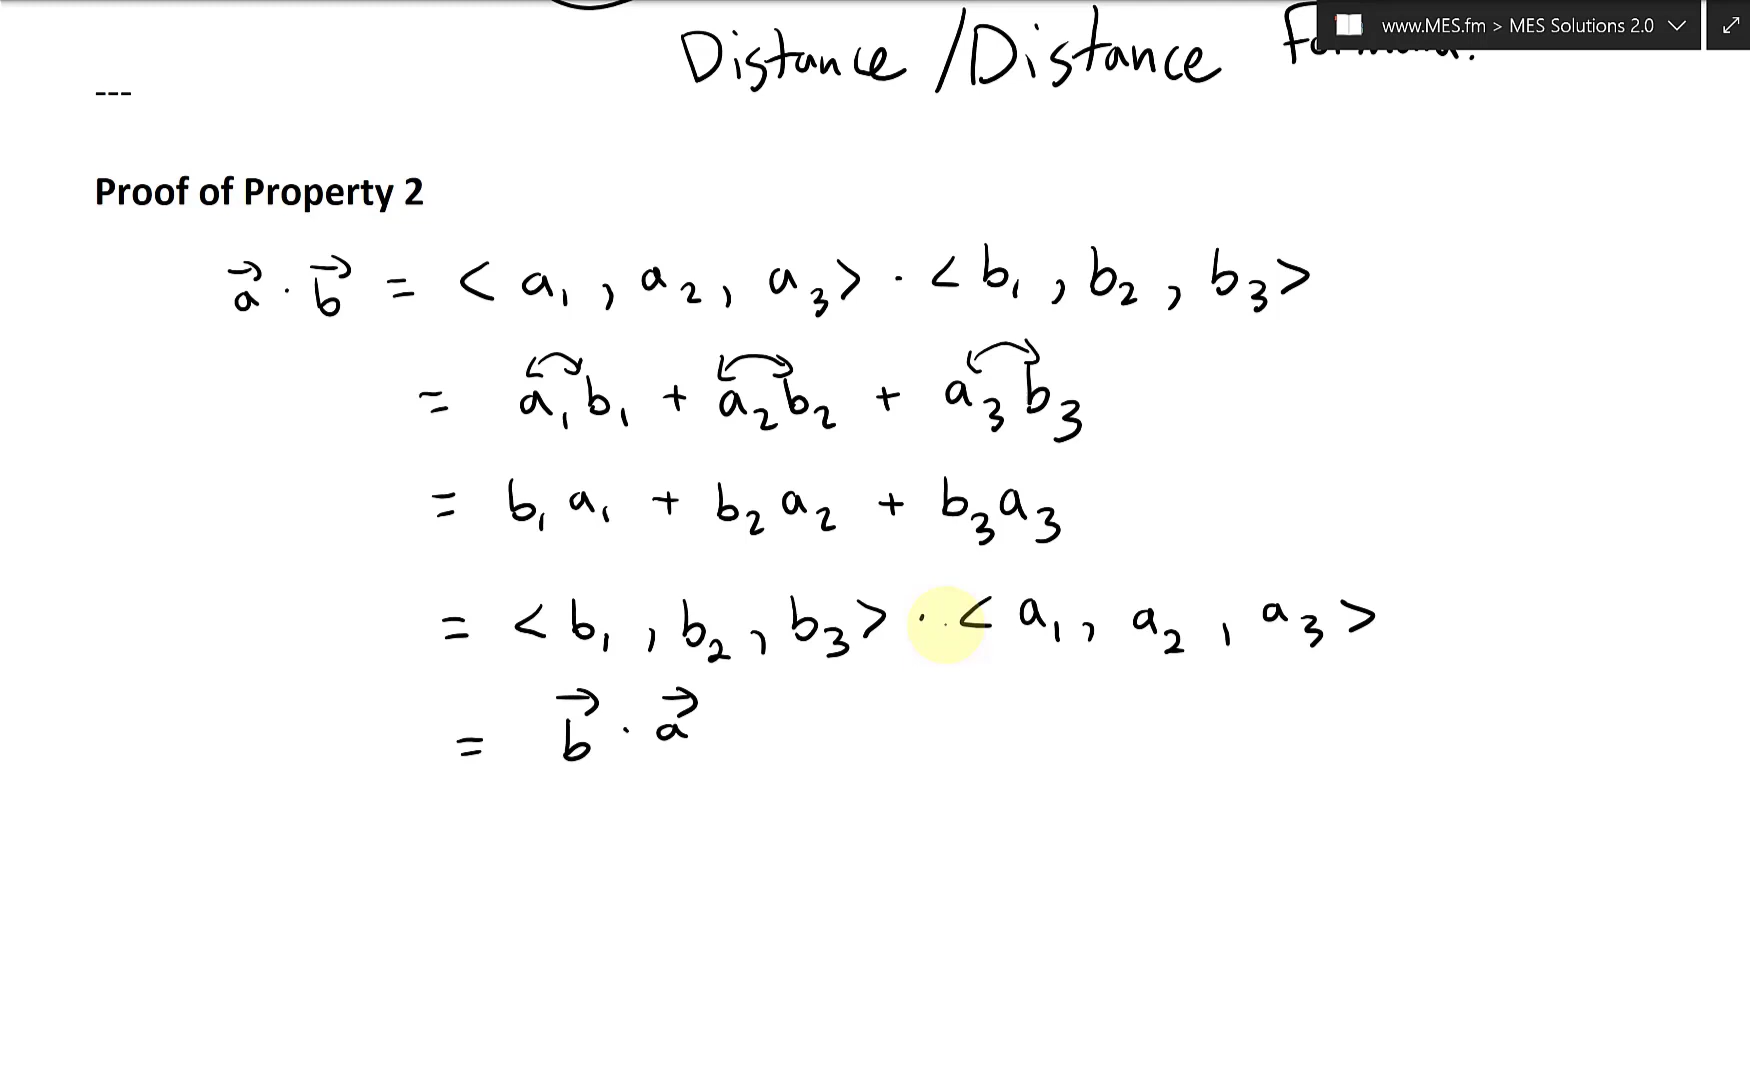 Distance / Distance
www.MES.fm > MES Solutions 2.0
---
Proof of Property 2
a⃗ · b⃗ = < a₁, a₂, a₃ > · < b₁, b₂, b₃ >
= a₁b₁ + a₂b₂ + a₃b₃
= b₁a₁ + b₂a₂ + b₃a₃
= < b₁, b₂, b₃ > · < a₁, a₂, a₃ >
= b⃗ · a⃗